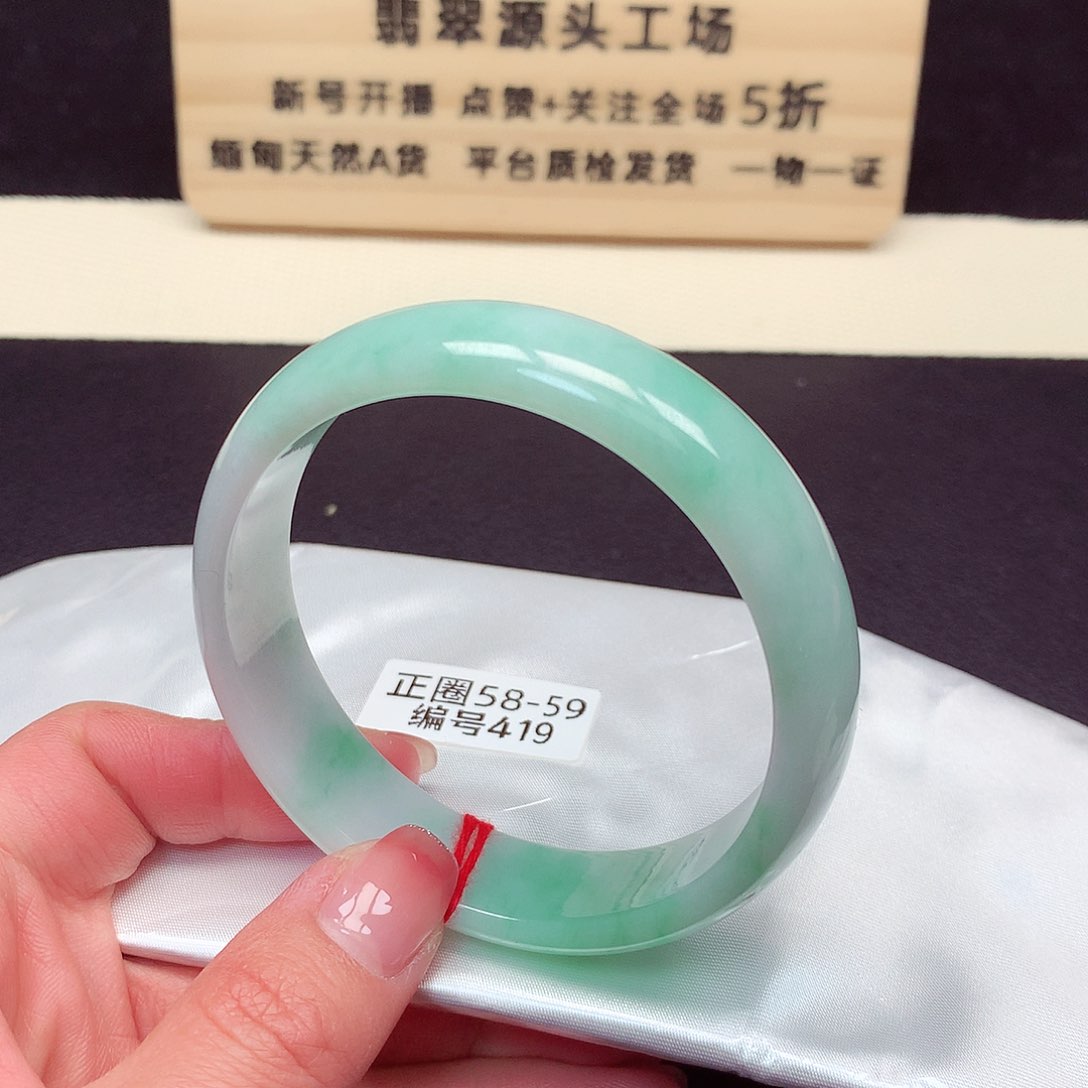 翡翠源头工场
新号开播 点赞+关注全场5折
缅甸天然A货 平台质检发货 一物一证
正圈58-59
编号419